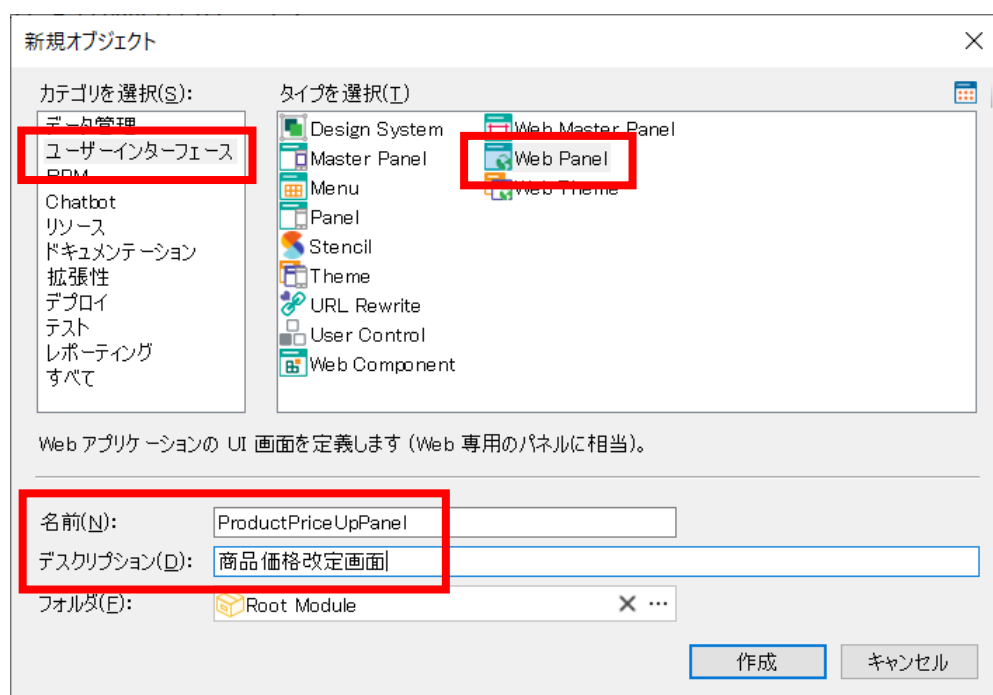 新規オブジェクト
カテゴリを選択(S):
タイプを選択(T)
データ管理
ユーザーインターフェース
BPM
Chatbot
リソース
ドキュメンテーション
拡張性
デプロイ
テスト
レポーティング
すべて
Design System
Master Panel
Menu
Panel
Stencil
Theme
URL Rewrite
User Control
Web Component
Web Master Panel
Web Panel
Web Theme
Web アプリケーションの UI 画面を定義します (Web 専用のパネルに相当)。
名前(N):
ProductPriceUpPanel
デスクリプション(D):
商品価格改定画面
フォルダ(F):
Root Module
作成
キャンセル